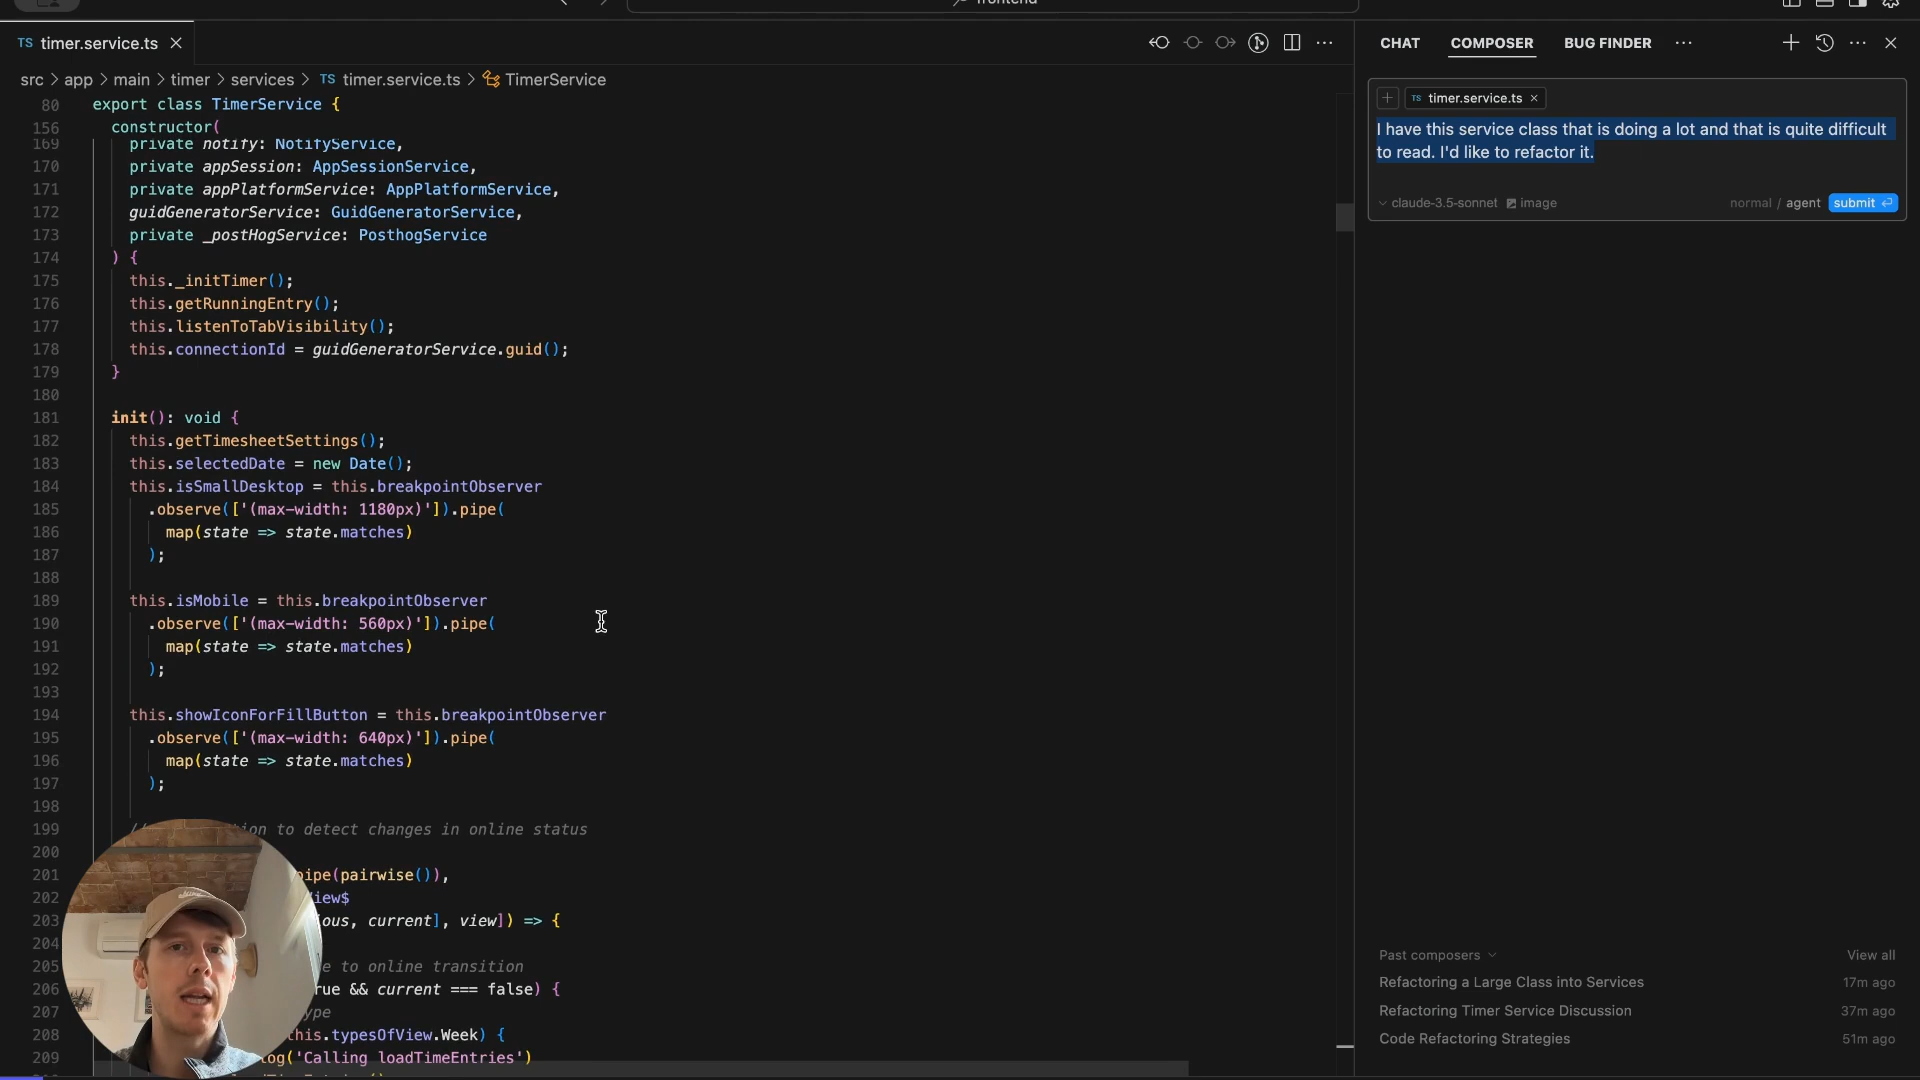 frontend
TS timer.service.ts ×
src > app > main > timer > services > TS timer.service.ts > TimerService
80 export class TimerService {
156 constructor(
169 private notify: NotifyService,
170 private appSession: AppSessionService,
171 private appPlatformService: AppPlatformService,
172 guidGeneratorService: GuidGeneratorService,
173 private _postHogService: PosthogService
174 ) {
175 this._initTimer();
176 this.getRunningEntry();
177 this.listenToTabVisibility();
178 this.connectionId = guidGeneratorService.guid();
179 }
180
181 init(): void {
182 this.getTimesheetSettings();
183 this.selectedDate = new Date();
184 this.isSmallDesktop = this.breakpointObserver
185 .observe(['(max-width: 1180px)']).pipe(
186 map(state => state.matches)
187 );
188
189 this.isMobile = this.breakpointObserver
190 .observe(['(max-width: 560px)']).pipe(
191 map(state => state.matches)
192 );
193
194 this.showIconForFillButton = this.breakpointObserver
195 .observe(['(max-width: 640px)']).pipe(
196 map(state => state.matches)
197 );
198
199 to detect changes in online status
200
201 pipe(pairwise()),
202
203 current], view]) => {
204
205 to online transition
206 && current === false) {
207
208 this.typesOfView.Week) {
209 ('Calling loadTimeEntries')
CHAT COMPOSER BUG FINDER ···
+ TS timer.service.ts ×
I have this service class that is doing a lot and that is quite difficult
to read. I'd like to refactor it.
claude-3.5-sonnet image normal / agent submit
Past composers View all
Refactoring a Large Class into Services 17m ago
Refactoring Timer Service Discussion 37m ago
Code Refactoring Strategies 51m ago